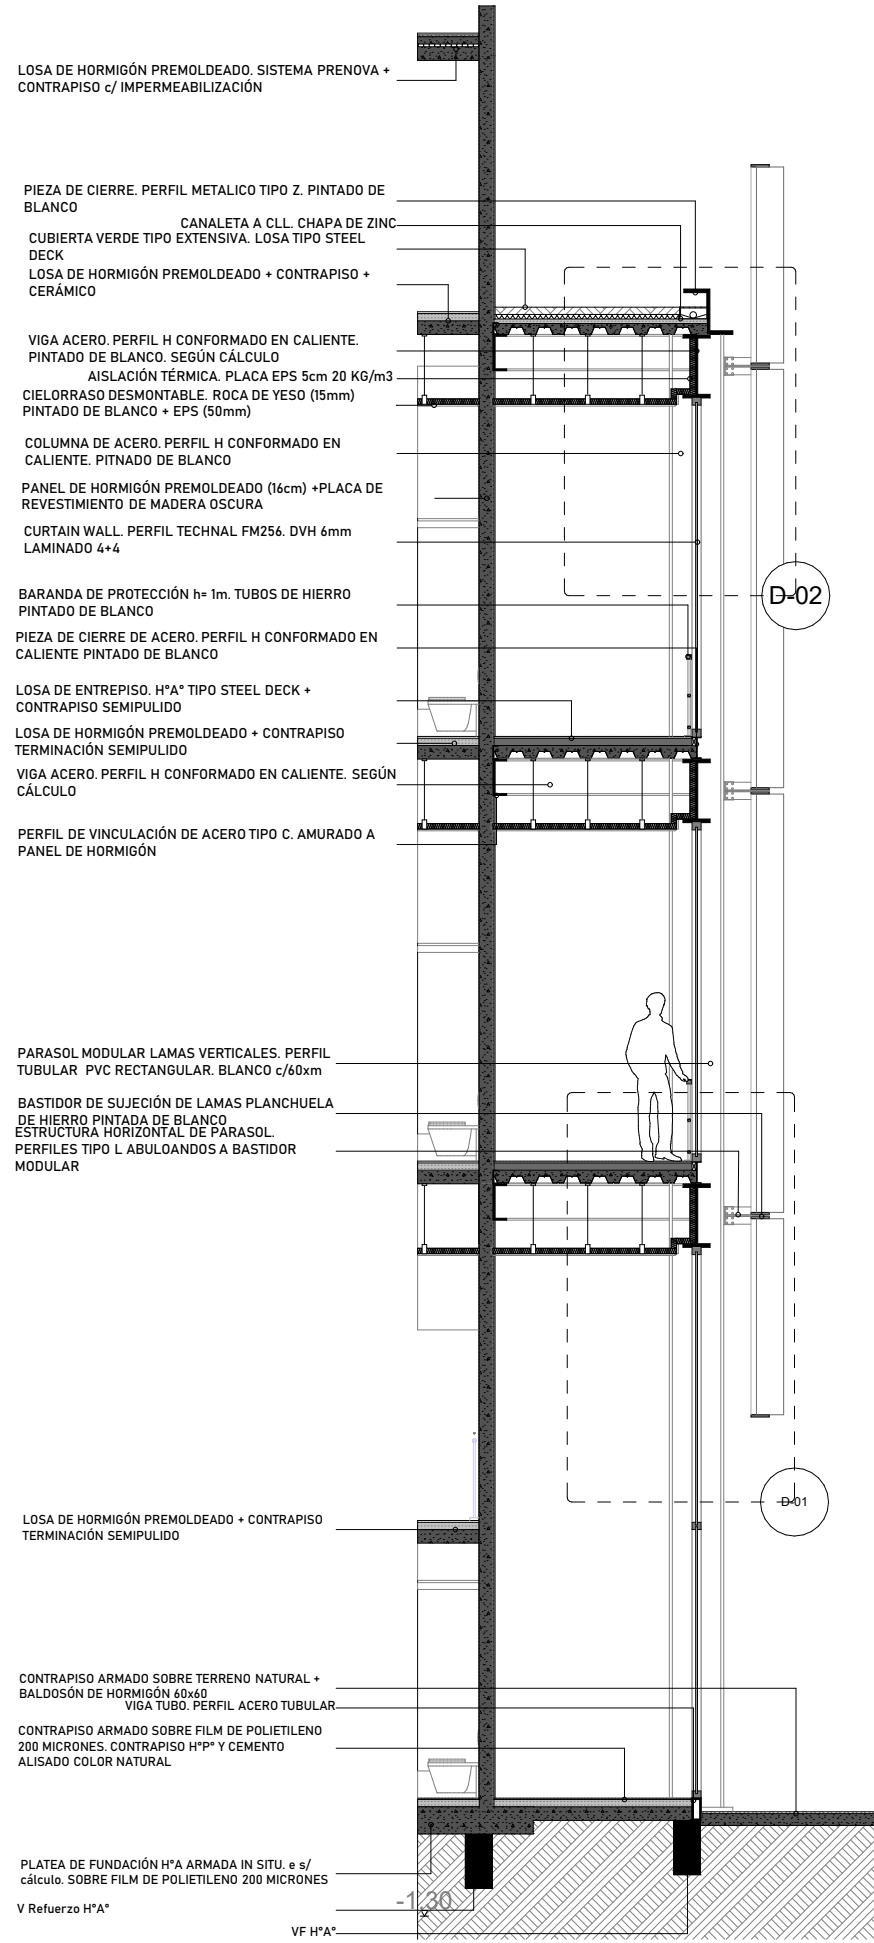 LOSA DE HORMIGÓN PREMOLDEADO. SISTEMA PRENOVA +
CONTRAPISO c/ IMPERMEABILIZACIÓN
PIEZA DE CIERRE. PERFIL METALICO TIPO Z. PINTADO DE
BLANCO
CANALETA A CLL. CHAPA DE ZINC
CUBIERTA VERDE TIPO EXTENSIVA. LOSA TIPO STEEL
DECK
LOSA DE HORMIGÓN PREMOLDEADO + CONTRAPISO +
CERÁMICO
VIGA ACERO. PERFIL H CONFORMADO EN CALIENTE.
PINTADO DE BLANCO. SEGÚN CÁLCULO
AISLACIÓN TÉRMICA. PLACA EPS 5cm 20 KG/m3
CIELORRASO DESMONTABLE. ROCA DE YESO (15mm)
PINTADO DE BLANCO + EPS (50mm)
COLUMNA DE ACERO. PERFIL H CONFORMADO EN
CALIENTE. PITNADO DE BLANCO
PANEL DE HORMIGÓN PREMOLDEADO (16cm) +PLACA DE
REVESTIMIENTO DE MADERA OSCURA
CURTAIN WALL. PERFIL TECHNAL FM256. DVH 6mm
LAMINADO 4+4
BARANDA DE PROTECCIÓN h= 1m. TUBOS DE HIERRO
PINTADO DE BLANCO
D-02
PIEZA DE CIERRE DE ACERO. PERFIL H CONFORMADO EN
CALIENTE PINTADO DE BLANCO
LOSA DE ENTREPISO. HºAº TIPO STEEL DECK +
CONTRAPISO SEMIPULIDO
LOSA DE HORMIGÓN PREMOLDEADO + CONTRAPISO
TERMINACIÓN SEMIPULIDO
VIGA ACERO. PERFIL H CONFORMADO EN CALIENTE. SEGÚN
CÁLCULO
PERFIL DE VINCULACIÓN DE ACERO TIPO C. AMURADO A
PANEL DE HORMIGÓN
PARASOL MODULAR LAMAS VERTICALES. PERFIL
TUBULAR PVC RECTANGULAR. BLANCO c/60xm
BASTIDOR DE SUJECIÓN DE LAMAS PLANCHUELA
DE HIERRO PINTADA DE BLANCO
ESTRUCTURA HORIZONTAL DE PARASOL.
PERFILES TIPO L ABULOANDOS A BASTIDOR
MODULAR
D-01
LOSA DE HORMIGÓN PREMOLDEADO + CONTRAPISO
TERMINACIÓN SEMIPULIDO
CONTRAPISO ARMADO SOBRE TERRENO NATURAL +
BALDOSÓN DE HORMIGÓN 60x60
VIGA TUBO. PERFIL ACERO TUBULAR
CONTRAPISO ARMADO SOBRE FILM DE POLIETILENO
200 MICRONES. CONTRAPISO HºPº Y CEMENTO
ALISADO COLOR NATURAL
PLATEA DE FUNDACIÓN HºA ARMADA IN SITU. e s/
cálculo. SOBRE FILM DE POLIETILENO 200 MICRONES
-1.30
V Refuerzo HºAº
VF HºAº